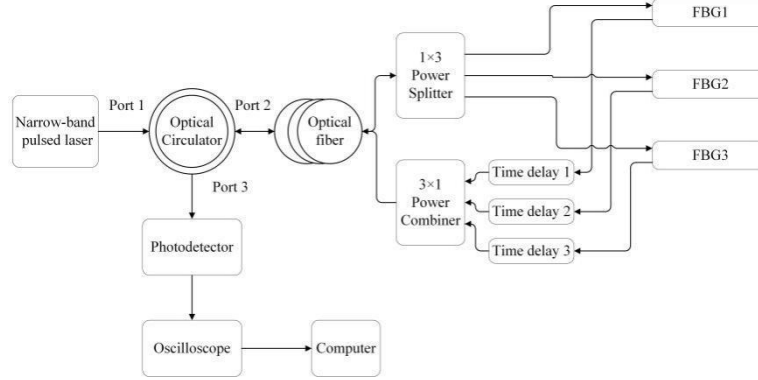 FBG1
1×3
Power
Splitter
Port 1
Port 2
FBG2
Narrow-band
pulsed laser
Optical
Circulator
Optical
fiber
FBG3
Port 3
3×1
Power
Combiner
Time delay 1
Time delay 2
Time delay 3
Photodetector
Oscilloscope
Computer